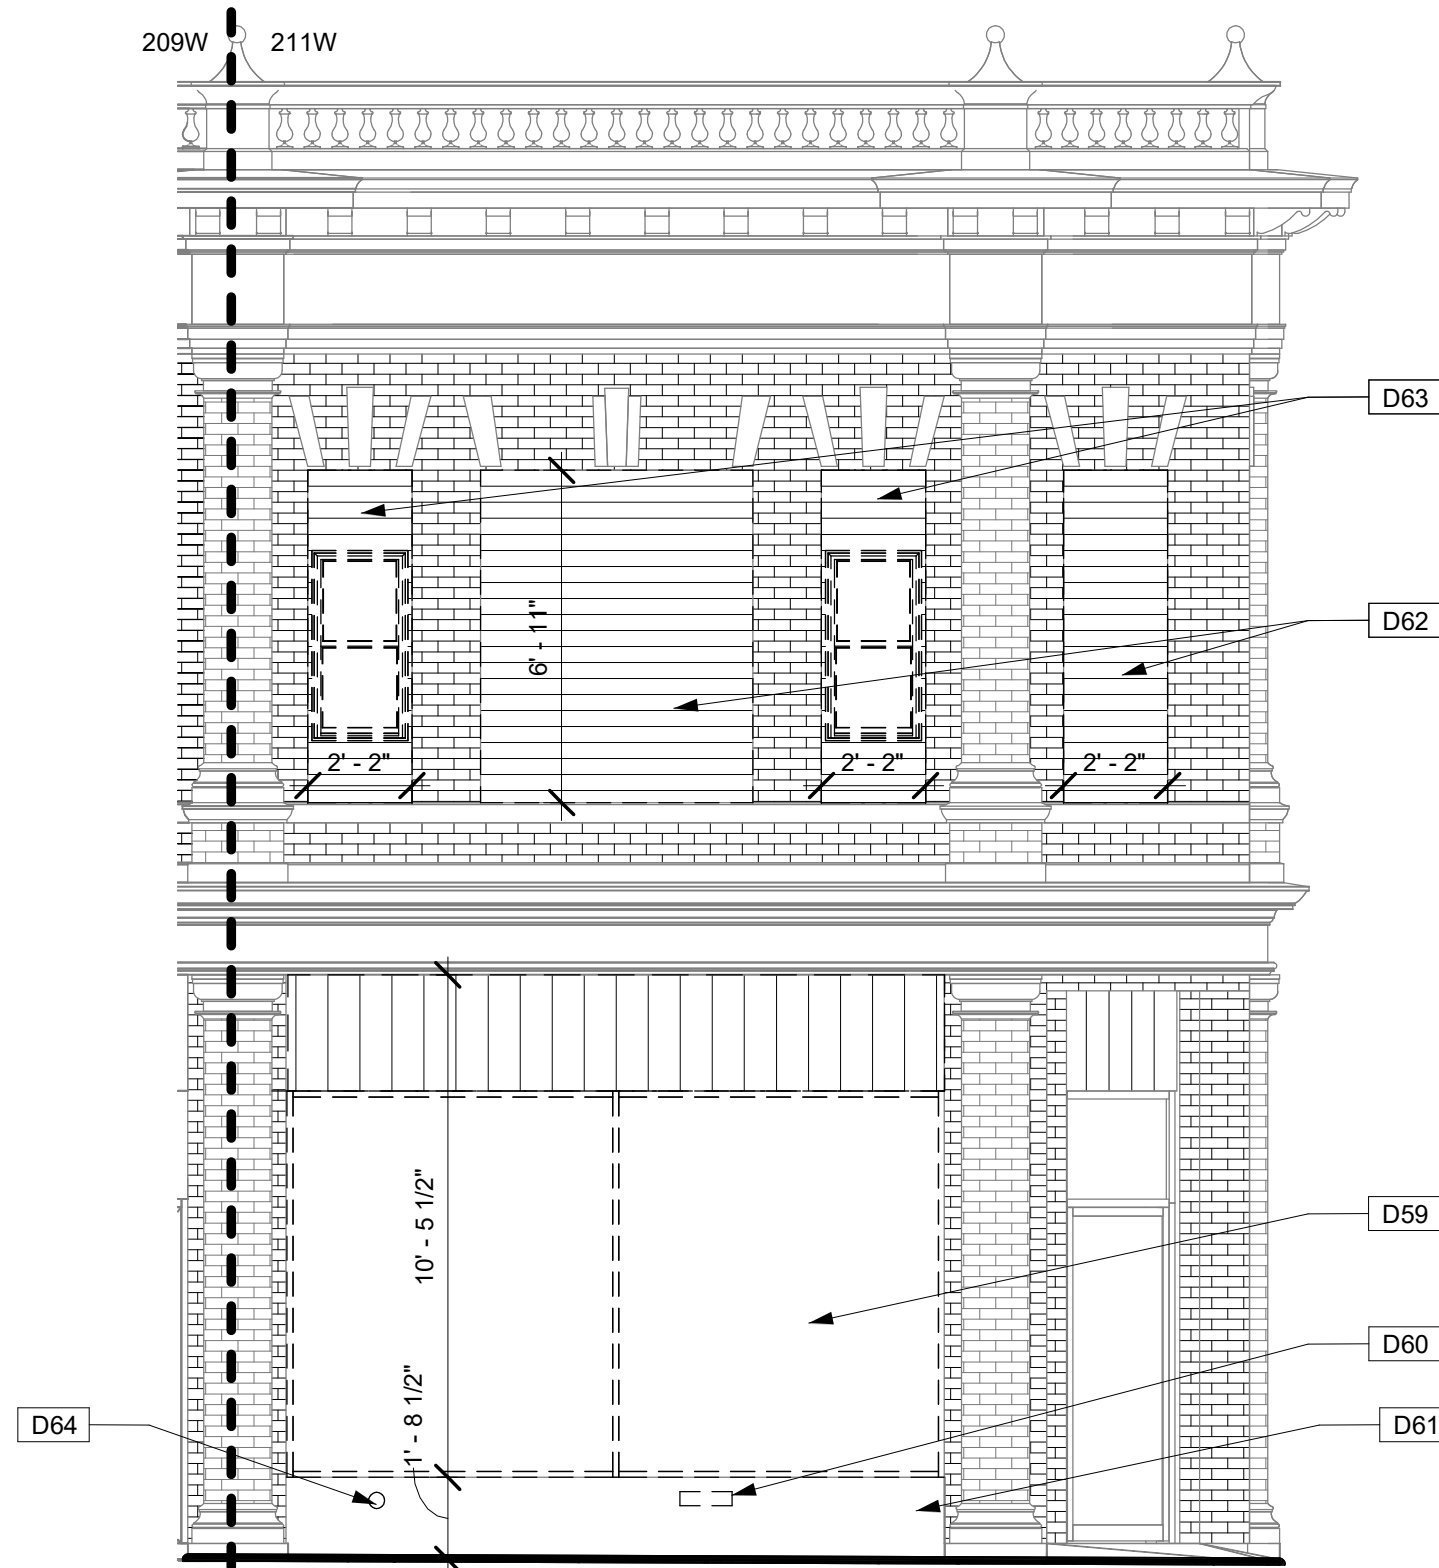 209W
211W
D63
D62
6' - 11"
2' - 2"
2' - 2"
2' - 2"
10' - 5 1/2"
D59
D60
1' - 8 1/2"
D64
D61